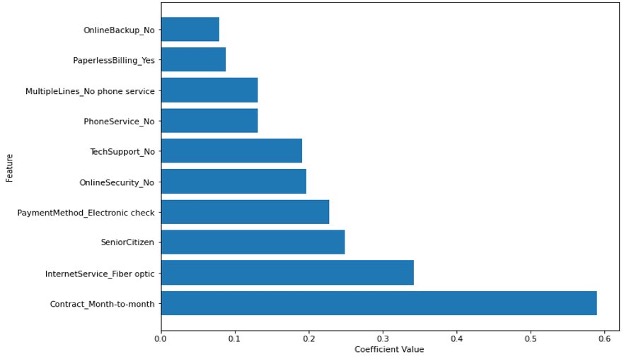 OnlineBackup_No
PaperlessBilling_Yes
MultipleLines_No phone service
PhoneService_No
TechSupport_No
OnlineSecurity_No
PaymentMethod_Electronic check
SeniorCitizen
InternetService_Fiber optic
Contract_Month-to-month
Feature
0.0 0.1 0.2 0.3 0.4 0.5 0.6
Coefficient Value